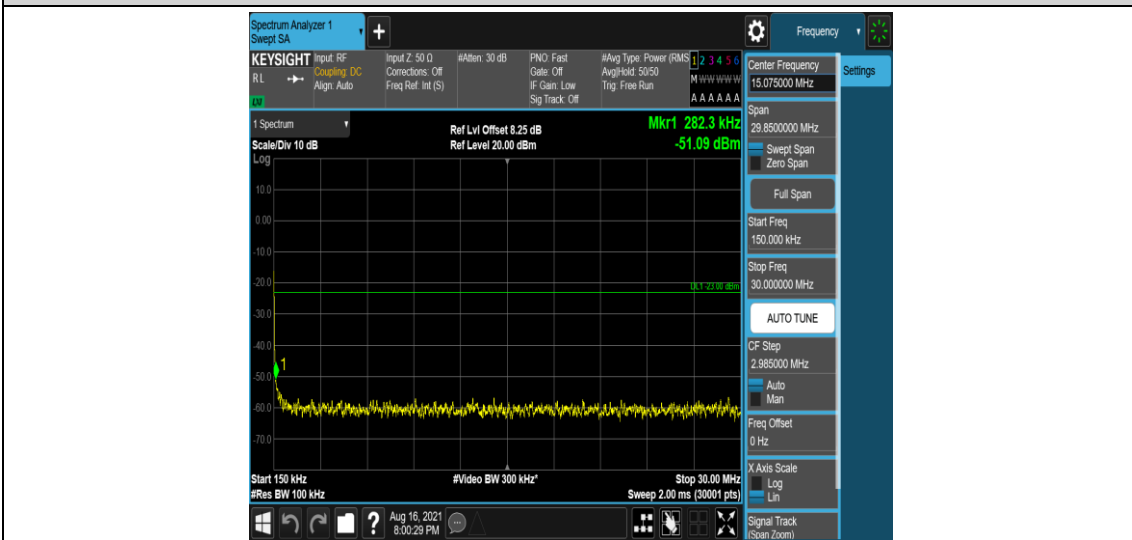 Spectrum Analyzer 1
Swept SA
+
Frequency
KEYSIGHT
RL
LXI
Input: RF
Coupling: DC
Align: Auto
Input Z: 50 Ω
Corrections: Off
Freq Ref: Int (S)
#Atten: 30 dB
PNO: Fast
Gate: Off
IF Gain: Low
Sig Track: Off
#Avg Type: Power (RMS
Avg|Hold: 50/50
Trig: Free Run
1 2 3 4 5 6
M W W W W W
A A A A A A
Center Frequency
15.075000 MHz
Settings
Span
29.8500000 MHz
Swept Span
Zero Span
Full Span
Start Freq
150.000 kHz
Stop Freq
30.000000 MHz
AUTO TUNE
CF Step
2.985000 MHz
Auto
Man
Freq Offset
0 Hz
X Axis Scale
Log
Lin
Signal Track
(Span Zoom)
1 Spectrum
Scale/Div 10 dB
Log
Ref Lvl Offset 8.25 dB
Ref Level 20.00 dBm
Mkr1 282.3 kHz
-51.09 dBm
10.0
0.00
-10.0
-20.0
DL1 -23.00 dBm
-30.0
-40.0
1
-50.0
-60.0
-70.0
Start 150 kHz
#Res BW 100 kHz
#Video BW 300 kHz*
Stop 30.00 MHz
Sweep 2.00 ms (30001 pts)
?
Aug 16, 2021
8:00:29 PM